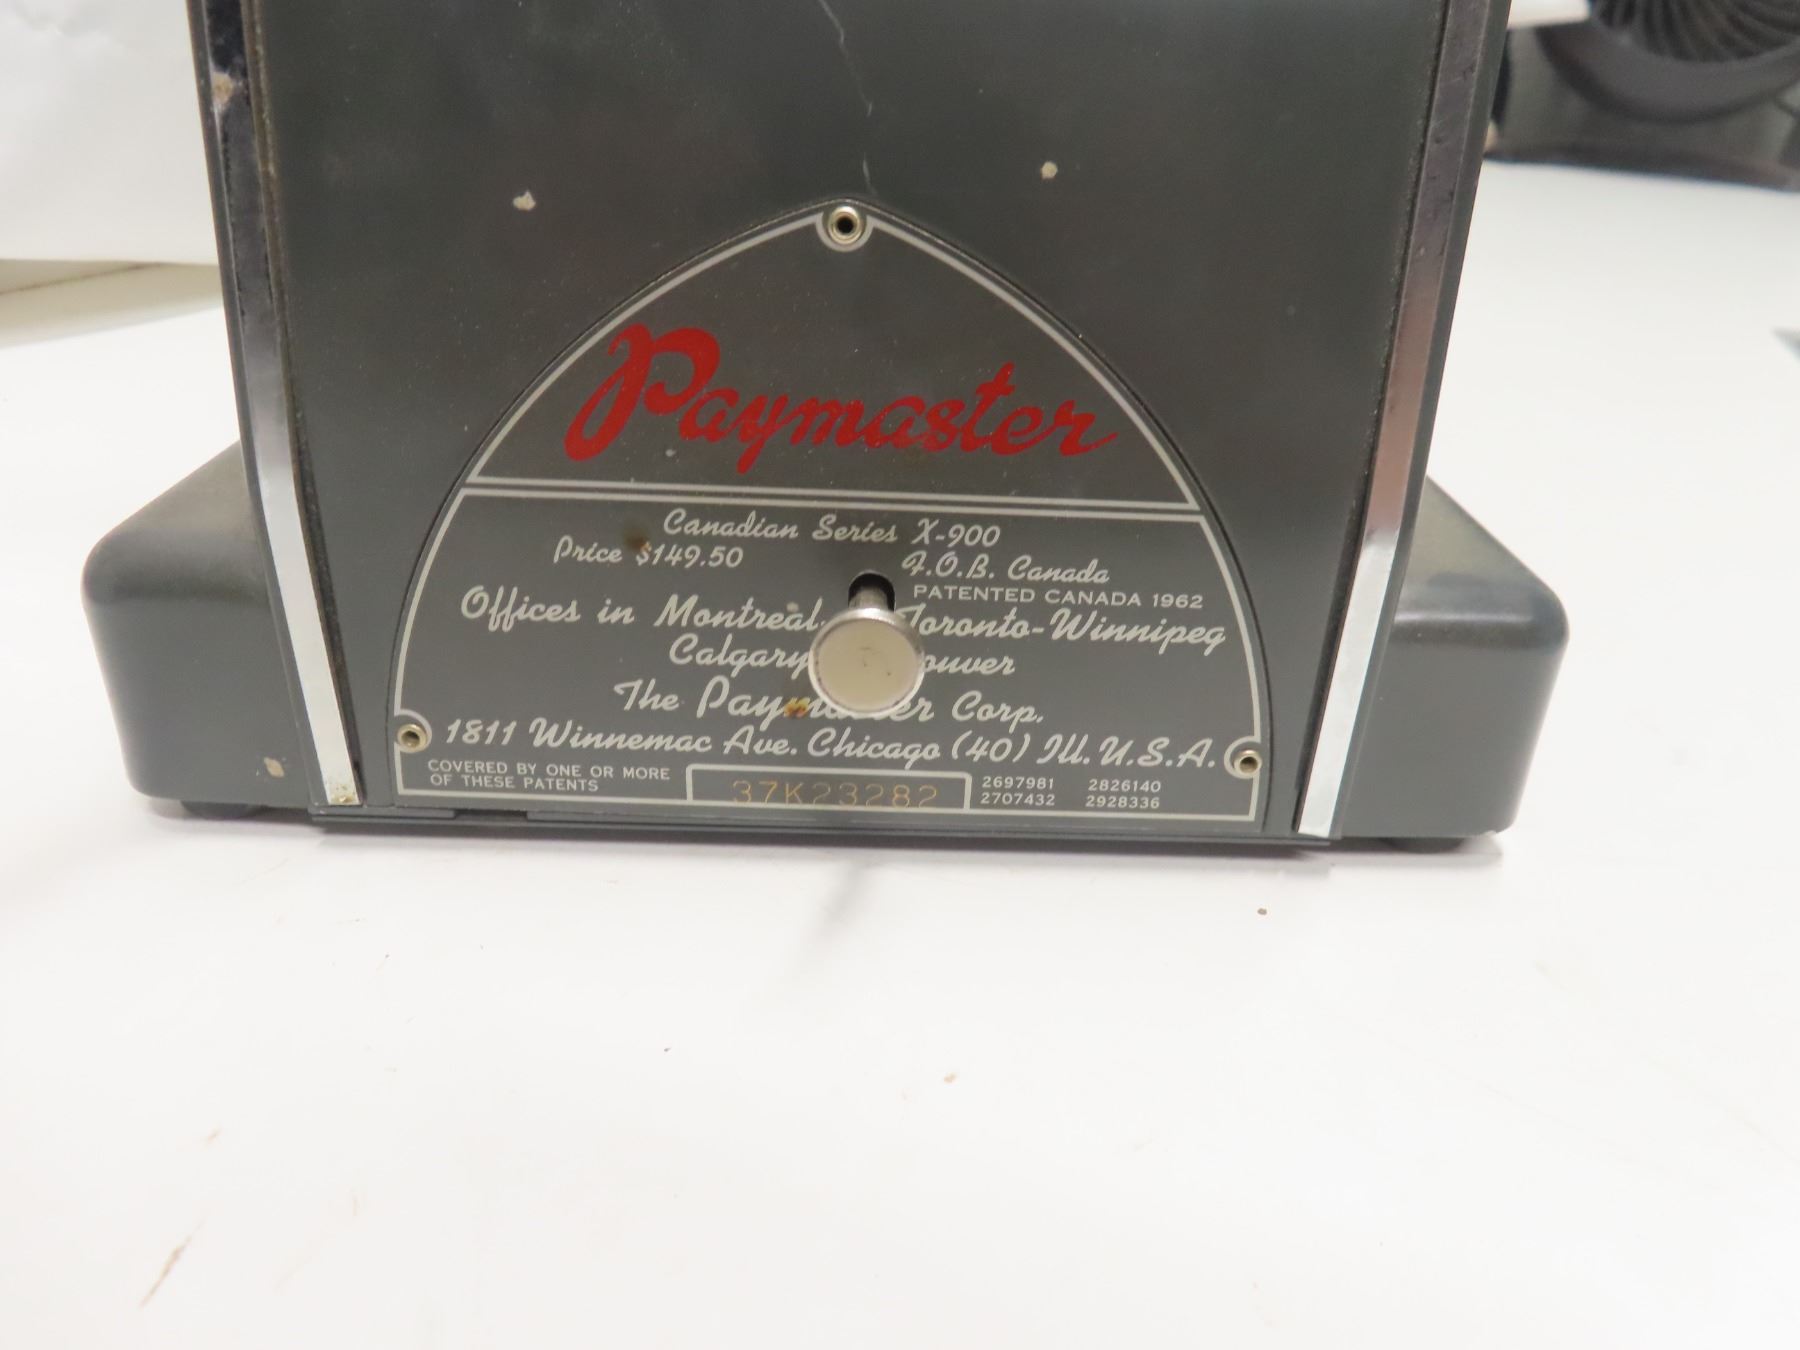 Paymaster
Canadian Series X-900
Price $149.50 F.O.B. Canada
PATENTED CANADA 1962
Offices in Montreal- Toronto-Winnipeg
Calgary
The Paymaster Corp.
1811 Winnemac Ave. Chicago (40) Ill. U.S.A.
COVERED BY ONE OR MORE
OF THESE PATENTS
37K23282
2697981 2826140
2707432 2928336